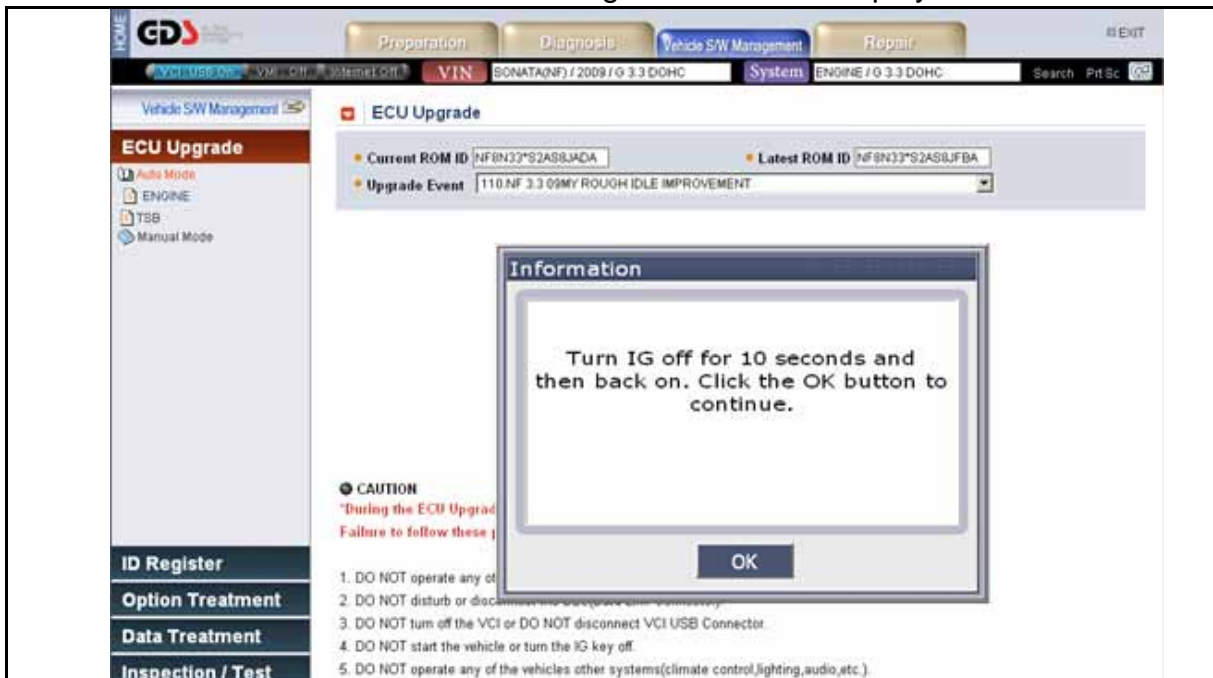 HOME
GDS
Preparation
Diagnosis
Vehicle S/W Management
Repair
EXIT
VCI : USB On
VMI : Off
Internet Off
VIN
SONATA(NF) / 2009 / G 3.3 DOHC
System
ENGINE / G 3.3 DOHC
Search
Prt Sc
Vehicle S/W Management
ECU Upgrade
ECU Upgrade
Auto Mode
ENGINE
TSB
Manual Mode
Current ROM ID NF8N33*S2AS8JADA
Latest ROM ID NF8N33*S2AS8JFBA
Upgrade Event 110.NF 3.3 09MY ROUGH IDLE IMPROVEMENT
Information
Turn IG off for 10 seconds and
then back on. Click the OK button to
continue.
OK
CAUTION
*During the ECU Upgrad
Failure to follow these
1. DO NOT operate any ot
2. DO NOT disturb or
3. DO NOT turn off the VCI or DO NOT disconnect VCI USB Connector.
4. DO NOT start the vehicle or turn the IG key off.
5. DO NOT operate any of the vehicles other systems(climate control,lighting,audio,etc.).
ID Register
Option Treatment
Data Treatment
Inspection / Test